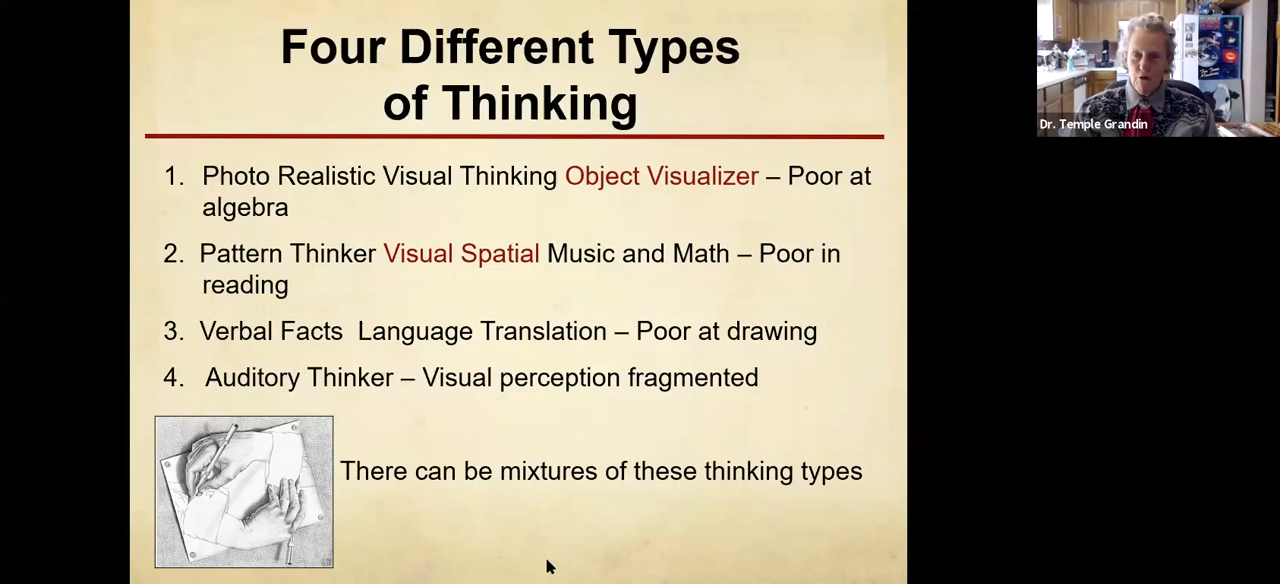 Four Different Types
of Thinking
1. Photo Realistic Visual Thinking Object Visualizer – Poor at
algebra
2. Pattern Thinker Visual Spatial Music and Math – Poor in
reading
3. Verbal Facts Language Translation – Poor at drawing
4. Auditory Thinker – Visual perception fragmented
There can be mixtures of these thinking types
Dr. Temple Grandin